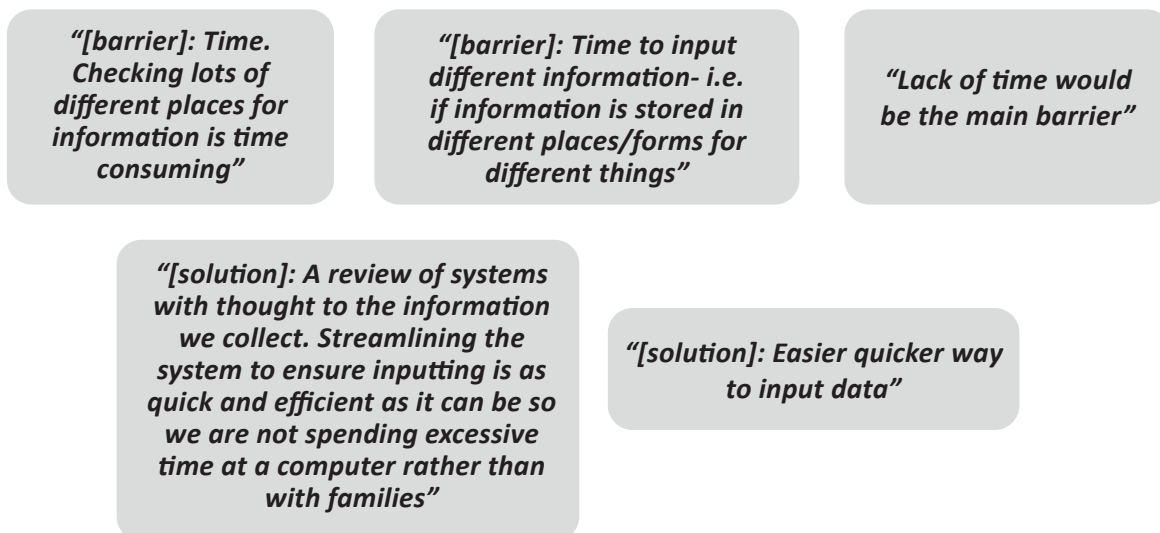 “[barrier]: Time.
Checking lots of
different places for
information is time
consuming”
“[barrier]: Time to input
different information- i.e.
if information is stored in
different places/forms for
different things”
“Lack of time would
be the main barrier”
“[solution]: A review of systems
with thought to the information
we collect. Streamlining the
system to ensure inputting is as
quick and efficient as it can be so
we are not spending excessive
time at a computer rather than
with families”
“[solution]: Easier quicker way
to input data”